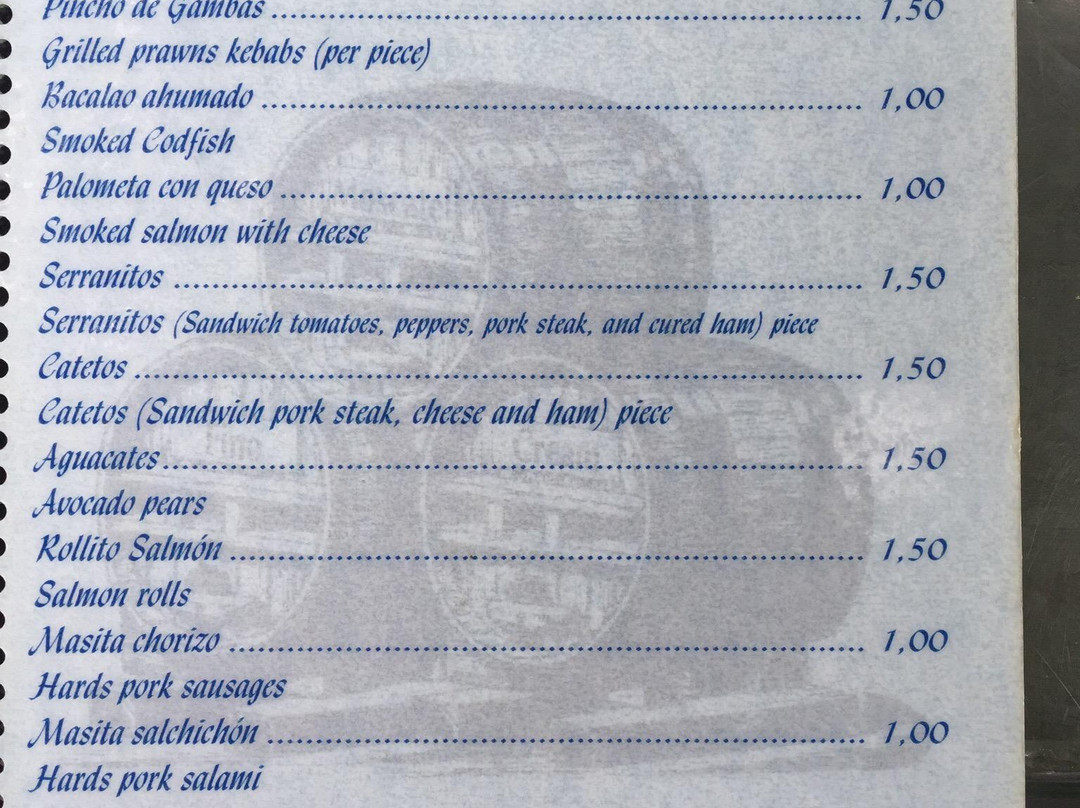 Pincho de Gambas ........ 1,50
Grilled prawns kebabs (per piece)
Bacalao ahumado ........ 1,00
Smoked Codfish
Palometa con queso ........ 1,00
Smoked salmon with cheese
Serranitos ........ 1,50
Serranitos (Sandwich tomatoes, peppers, pork steak, and cured ham) piece
Catetos ........ 1,50
Catetos (Sandwich pork steak, cheese and ham) piece
Aguacates ........ 1,50
Avocado pears
Rollito Salmón ........ 1,50
Salmon rolls
Masita chorizo ........ 1,00
Hards pork sausages
Masita salchichón ........ 1,00
Hards pork salami